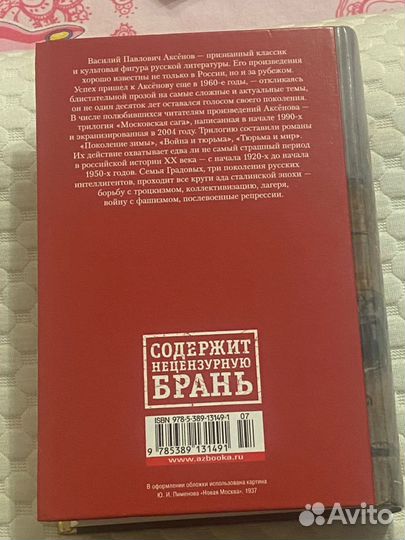 Василий Павлович Аксёнов — признанный классик
и культовая фигура русской литературы. Его произведения
хорошо известны не только в России, но и за рубежом.
Успех пришел к Аксёнову еще в 1960-е годы, — откликаясь
блистательной прозой на самые сложные и актуальные темы,
он не один десяток лет оставался голосом своего поколения.
В числе полюбившихся читателям произведений Аксёнова —
трилогия «Московская сага», написанная в начале 1990-х
и экранизированная в 2004 году. Трилогию составили романы
«Поколение зимы», «Война и тюрьма», «Тюрьма и мир».
Их действие охватывает едва ли не самый страшный период
в российской истории XX века — с начала 1920-х до начала
1950-х годов. Семья Градовых, три поколения русских
интеллигентов, проходит все круги ада сталинской эпохи —
борьбу с троцкизмом, коллективизацию, лагеря,
войну с фашизмом, послевоенные репрессии.
СОДЕРЖИТ
НЕЦЕНЗУРНУЮ
БРАНЬ
ISBN 978-5-389-13149-1 07
9 785389 131491
www.azbooka.ru
В оформлении обложки использована картина
Ю. И. Пименова «Новая Москва». 1937
Avito